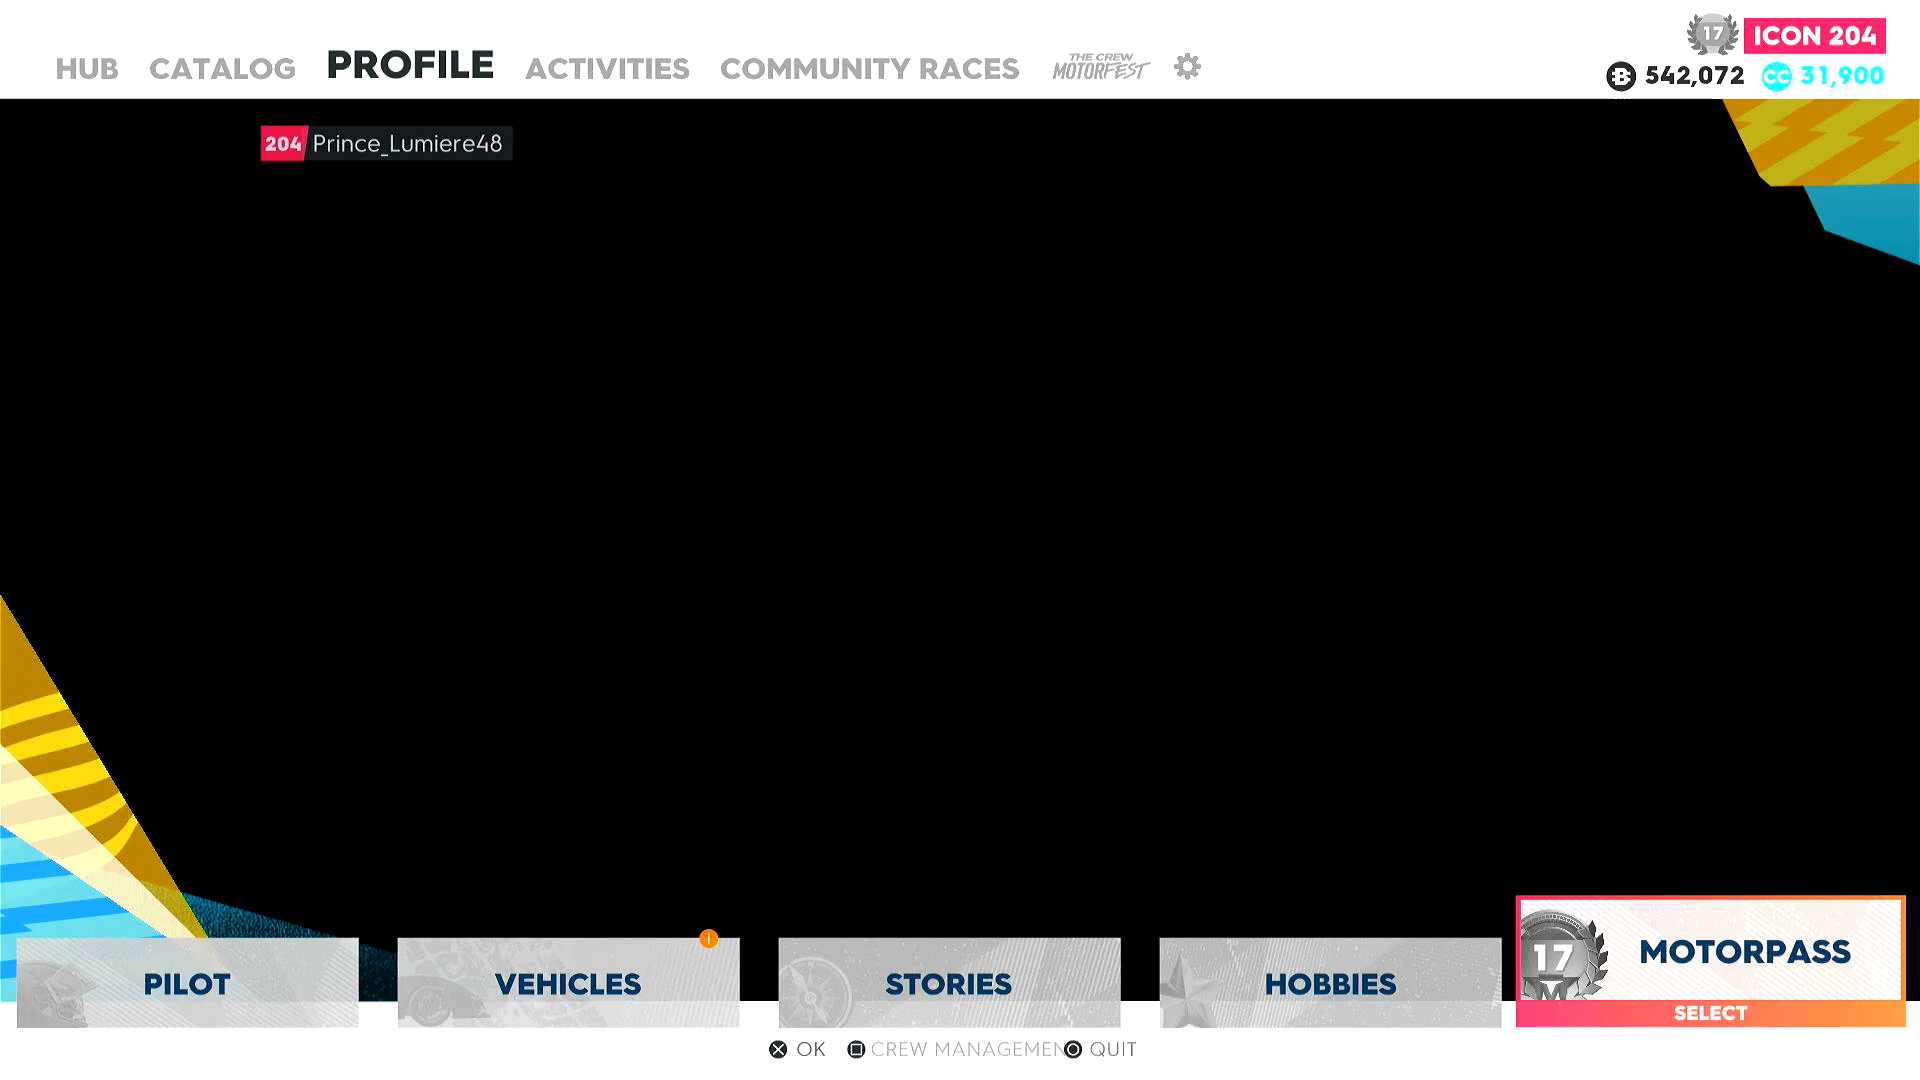 HUB CATALOG PROFILE ACTIVITIES COMMUNITY RACES THE CREW MOTORFEST
17 ICON 204
542,072 CC 31,900
204 Prince_Lumiere48
PILOT VEHICLES ! STORIES HOBBIES 17 MOTORPASS
SELECT
OK CREW MANAGEMEN QUIT